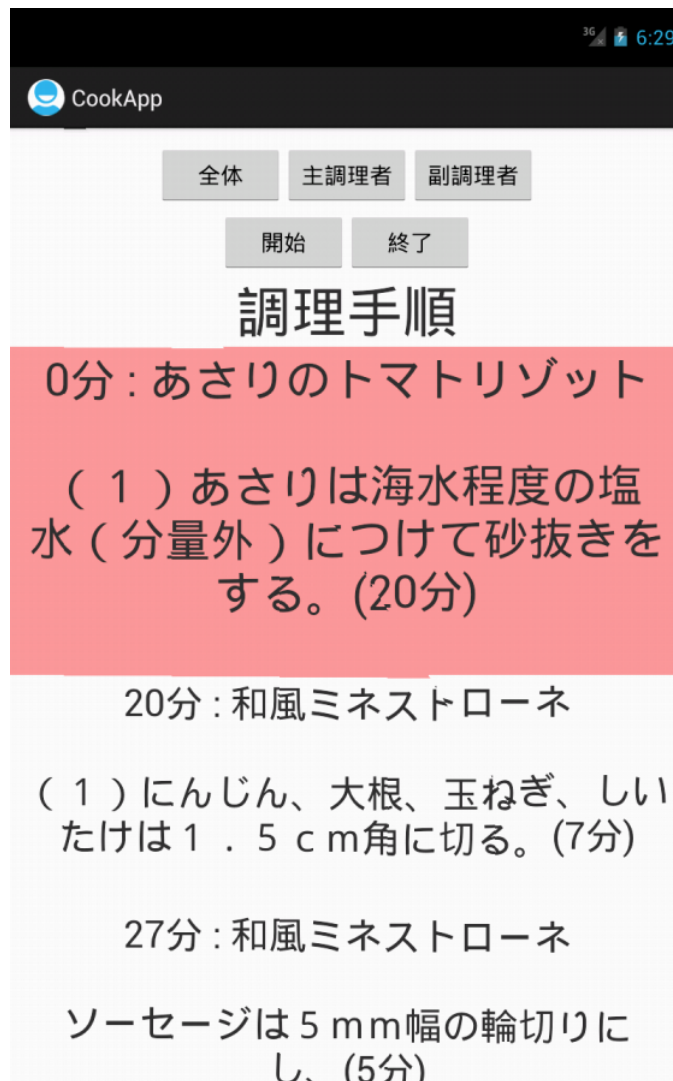 3G 6:29
CookApp
全体 主調理者 副調理者
開始 終了
調理手順
0分 : あさりのトマトリゾット
（１）あさりは海水程度の塩
水（分量外）につけて砂抜きを
する。(20分)
20分 : 和風ミネストローネ
（１）にんじん、大根、玉ねぎ、しい
たけは１．５ｃｍ角に切る。(7分)
27分 : 和風ミネストローネ
ソーセージは５ｍｍ幅の輪切りに
し、(5分)